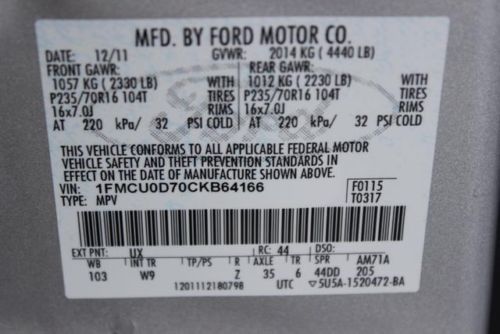 MFD. BY FORD MOTOR CO.
DATE: 12/11 GVWR: 2014 KG (4440 LB)
FRONT GAWR: REAR GAWR:
1057 KG (2330 LB) WITH 1012 KG (2230 LB) WITH
P235/70R16 104T TIRES P235/70R16 104T TIRES
16x7.0J RIMS 16x7.0J RIMS
AT 220 kPa/ 32 PSI COLD AT 220 kPa/ 32 PSI COLD
THIS VEHICLE CONFORMS TO ALL APPLICABLE FEDERAL MOTOR
VEHICLE SAFETY AND THEFT PREVENTION STANDARDS IN
EFFECT ON THE DATE OF MANUFACTURE SHOWN ABOVE.
VIN: 1FMCU0D70CKB64166 F0115
TYPE: MPV T0317
EXT PNT: UX RC: 44 DSO:
WB INT TR TP/PS R AXLE TR S AM71A
103 W9 Z 35 6 44DD 205
1201112180798 UTC 5U5A-1520472-BA